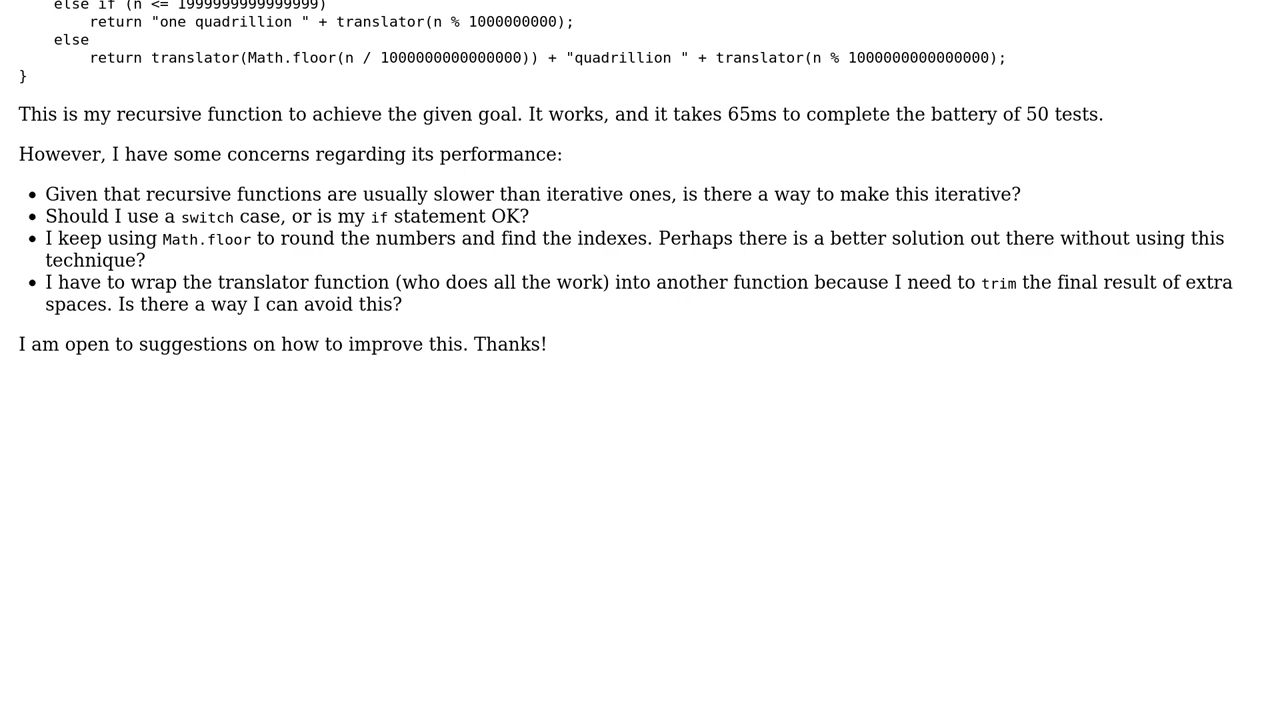 else if (n <= 1999999999999999)
return "one quadrillion " + translator(n % 1000000000);
else
return translator(Math.floor(n / 1000000000000000)) + "quadrillion " + translator(n % 1000000000000000);
}
This is my recursive function to achieve the given goal. It works, and it takes 65ms to complete the battery of 50 tests.
However, I have some concerns regarding its performance:
• Given that recursive functions are usually slower than iterative ones, is there a way to make this iterative?
• Should I use a switch case, or is my if statement OK?
• I keep using Math.floor to round the numbers and find the indexes. Perhaps there is a better solution out there without using this
technique?
• I have to wrap the translator function (who does all the work) into another function because I need to trim the final result of extra
spaces. Is there a way I can avoid this?
I am open to suggestions on how to improve this. Thanks!